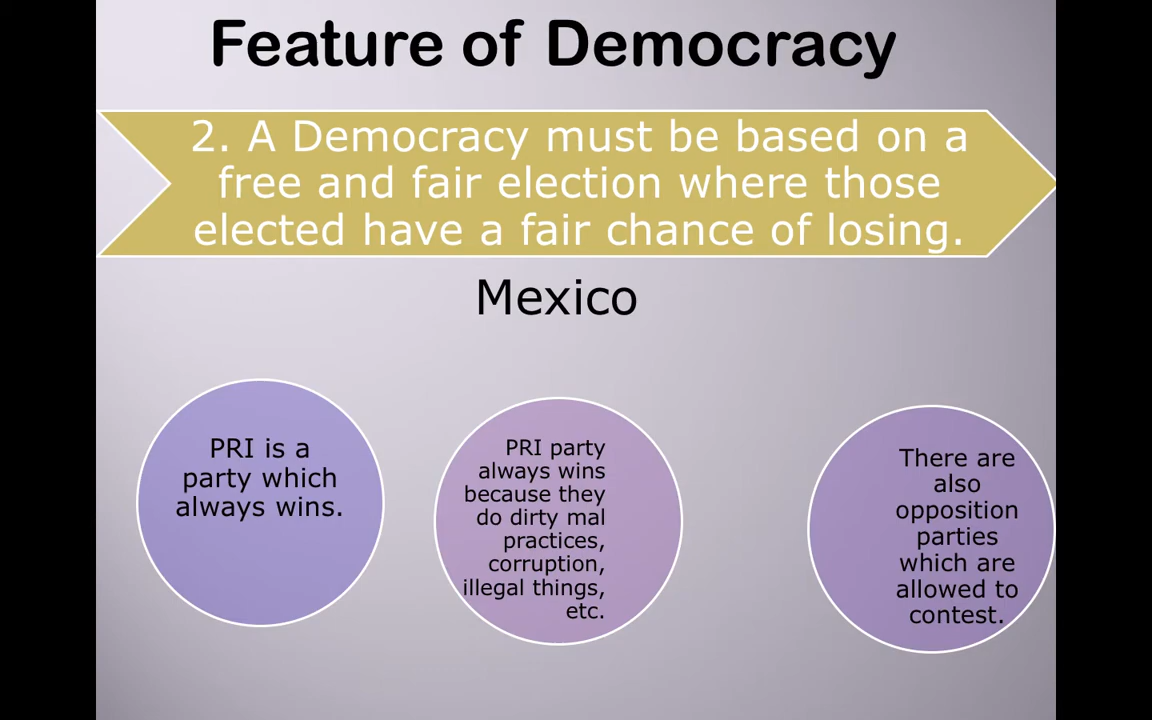 Feature of Democracy
2. A Democracy must be based on a
free and fair election where those
elected have a fair chance of losing.
Mexico
PRI is a
party which
always wins.
PRI party
always wins
because they
do dirty mal
practices,
corruption,
illegal things,
etc.
There are
also
opposition
parties
which are
allowed to
contest.